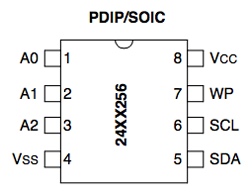 PDIP/SOIC
A0 1 8 VCC
A1 2 7 WP
A2 3 6 SCL
VSS 4 5 SDA
24XX256